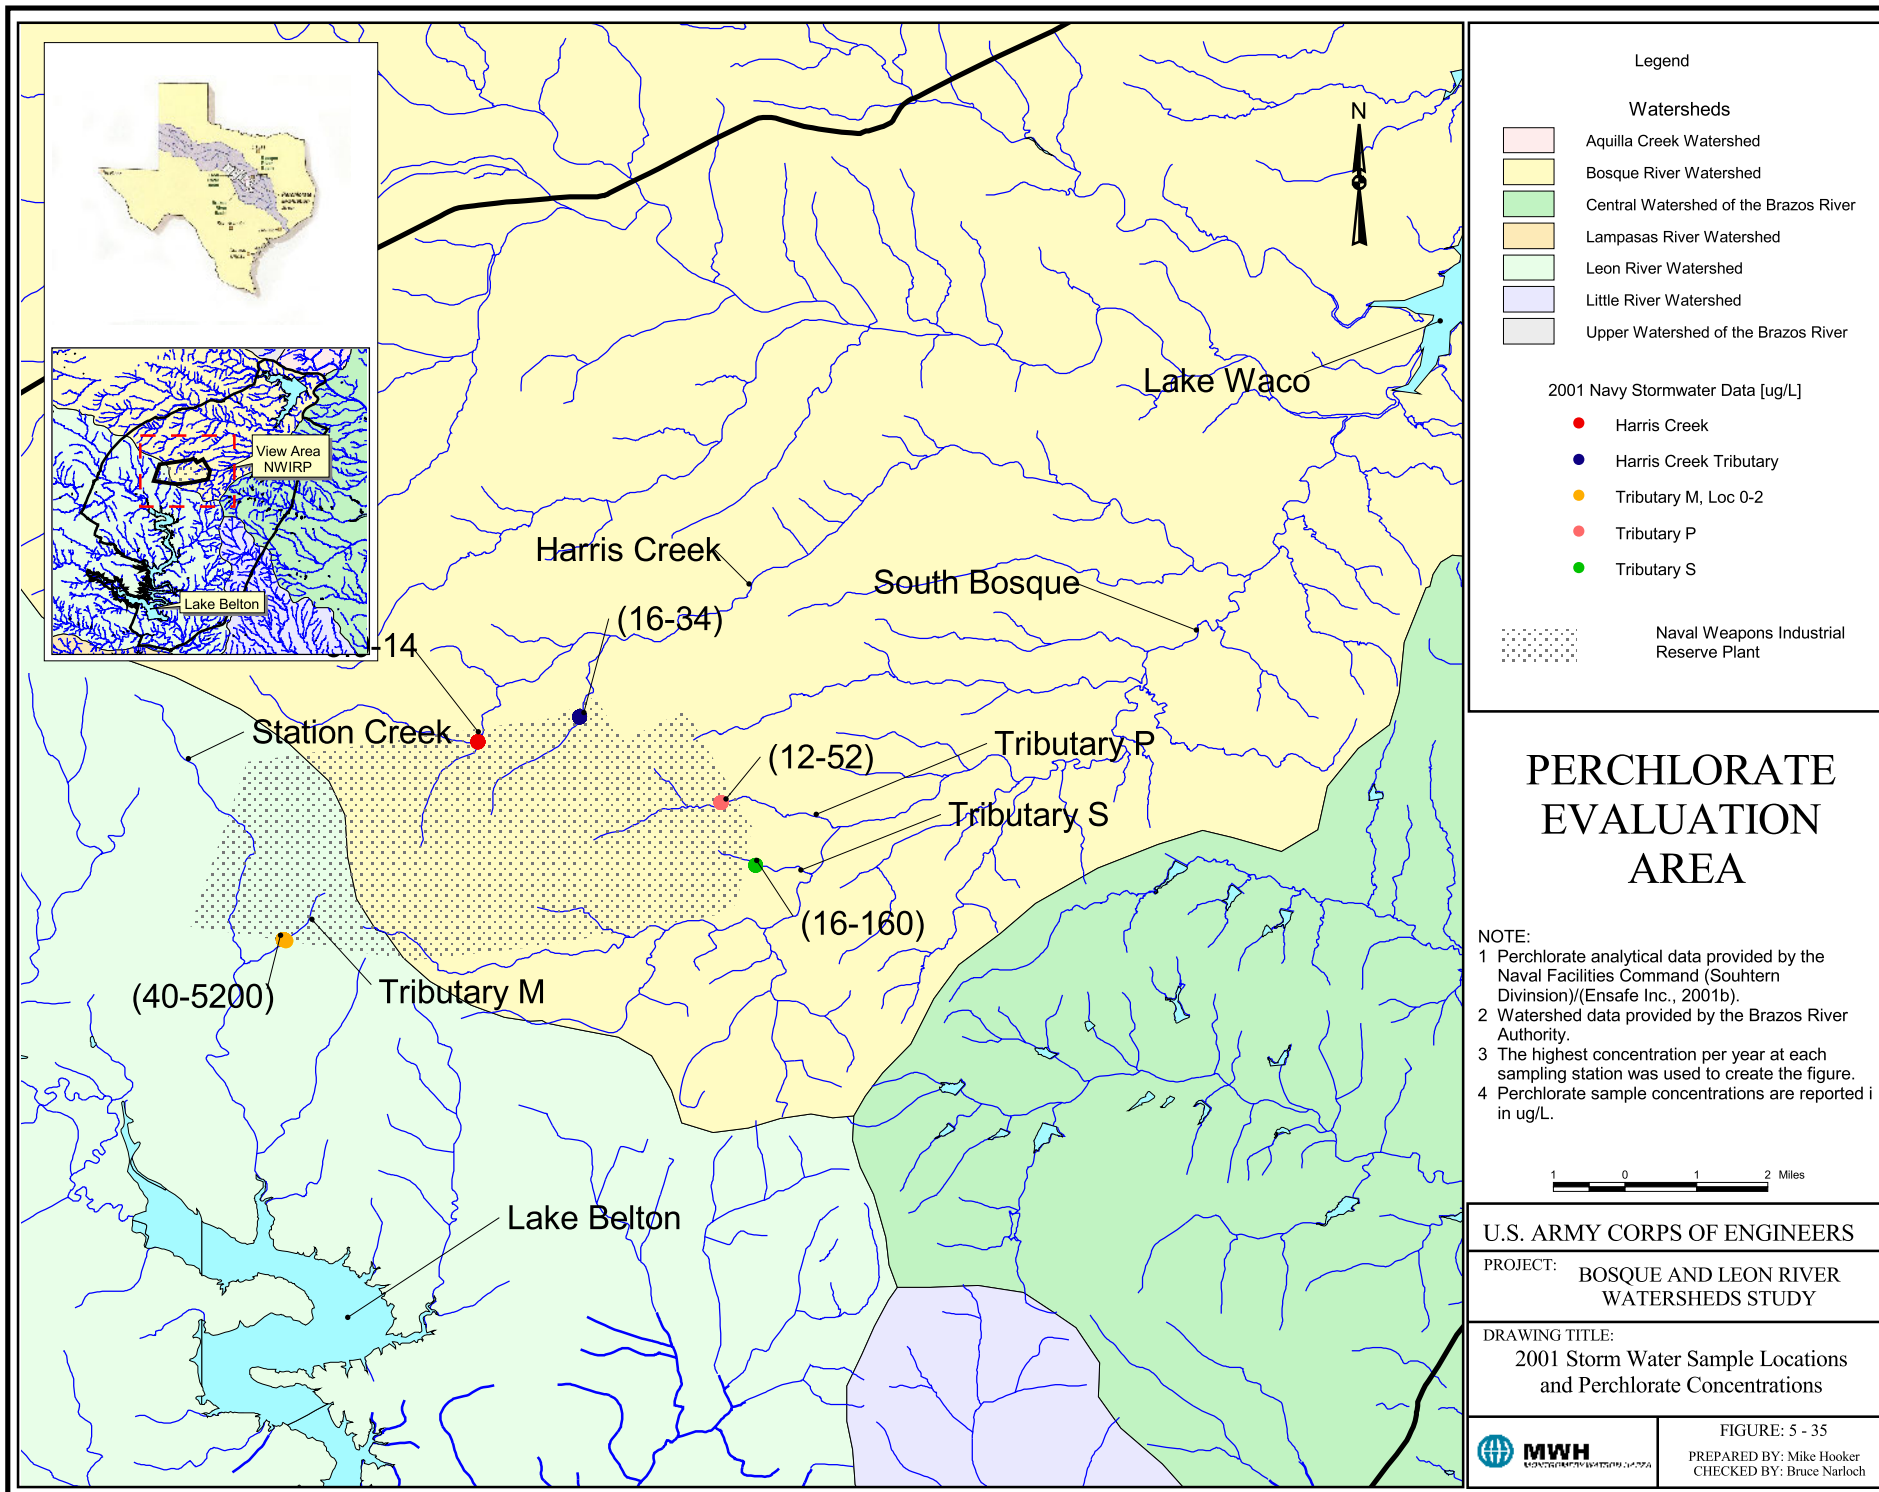 View Area
NWIRP
Lake Belton
N
Lake Waco
Harris Creek
(16-34)
South Bosque
-14
Station Creek
(12-52)
Tributary P
Tributary S
(16-160)
(40-5200)
Tributary M
Lake Belton
Legend
Watersheds
Aquilla Creek Watershed
Bosque River Watershed
Central Watershed of the Brazos River
Lampasas River Watershed
Leon River Watershed
Little River Watershed
Upper Watershed of the Brazos River
2001 Navy Stormwater Data [ug/L]
Harris Creek
Harris Creek Tributary
Tributary M, Loc 0-2
Tributary P
Tributary S
Naval Weapons Industrial
Reserve Plant
PERCHLORATE
EVALUATION
AREA
NOTE:
1 Perchlorate analytical data provided by the
Naval Facilities Command (Souhtern
Divinsion)/(Ensafe Inc., 2001b).
2 Watershed data provided by the Brazos River
Authority.
3 The highest concentration per year at each
sampling station was used to create the figure.
4 Perchlorate sample concentrations are reported i
in ug/L.
1 0 1 2 Miles
U.S. ARMY CORPS OF ENGINEERS
PROJECT: BOSQUE AND LEON RIVER
WATERSHEDS STUDY
DRAWING TITLE:
2001 Storm Water Sample Locations
and Perchlorate Concentrations
MWH
FIGURE: 5 - 35
PREPARED BY: Mike Hooker
CHECKED BY: Bruce Narloch